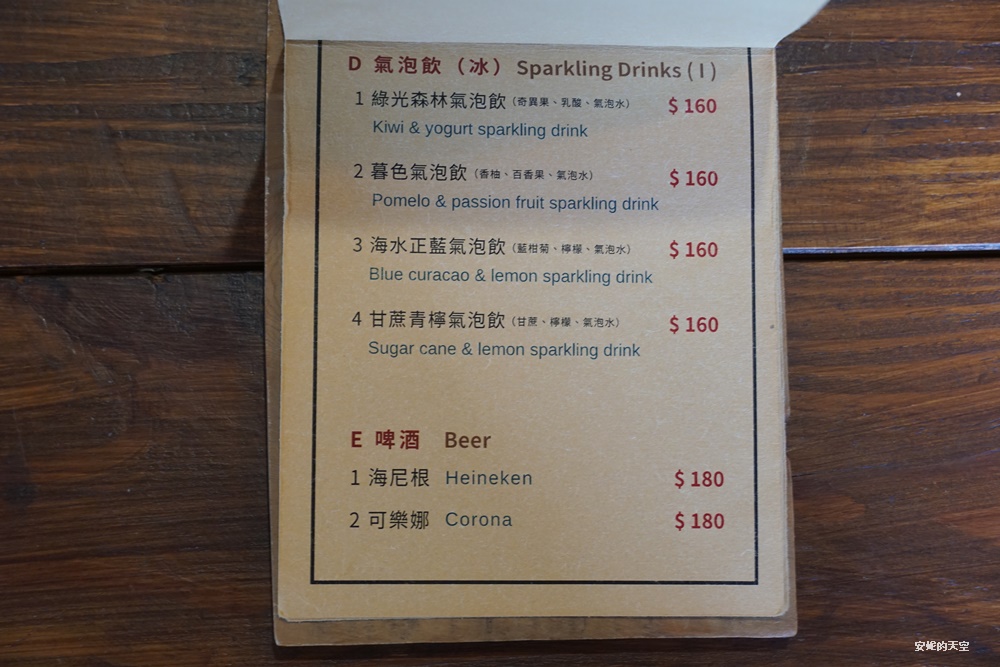 D 氣泡飲（冰） Sparkling Drinks ( I )
1 綠光森林氣泡飲（奇異果、乳酸、氣泡水） $ 160
Kiwi & yogurt sparkling drink
2 暮色氣泡飲（香柚、百香果、氣泡水） $ 160
Pomelo & passion fruit sparkling drink
3 海水正藍氣泡飲（藍柑菊、檸檬、氣泡水） $ 160
Blue curacao & lemon sparkling drink
4 甘蔗青檸氣泡飲（甘蔗、檸檬、氣泡水） $ 160
Sugar cane & lemon sparkling drink
E 啤酒 Beer
1 海尼根 Heineken $ 180
2 可樂娜 Corona $ 180
安妮的天空